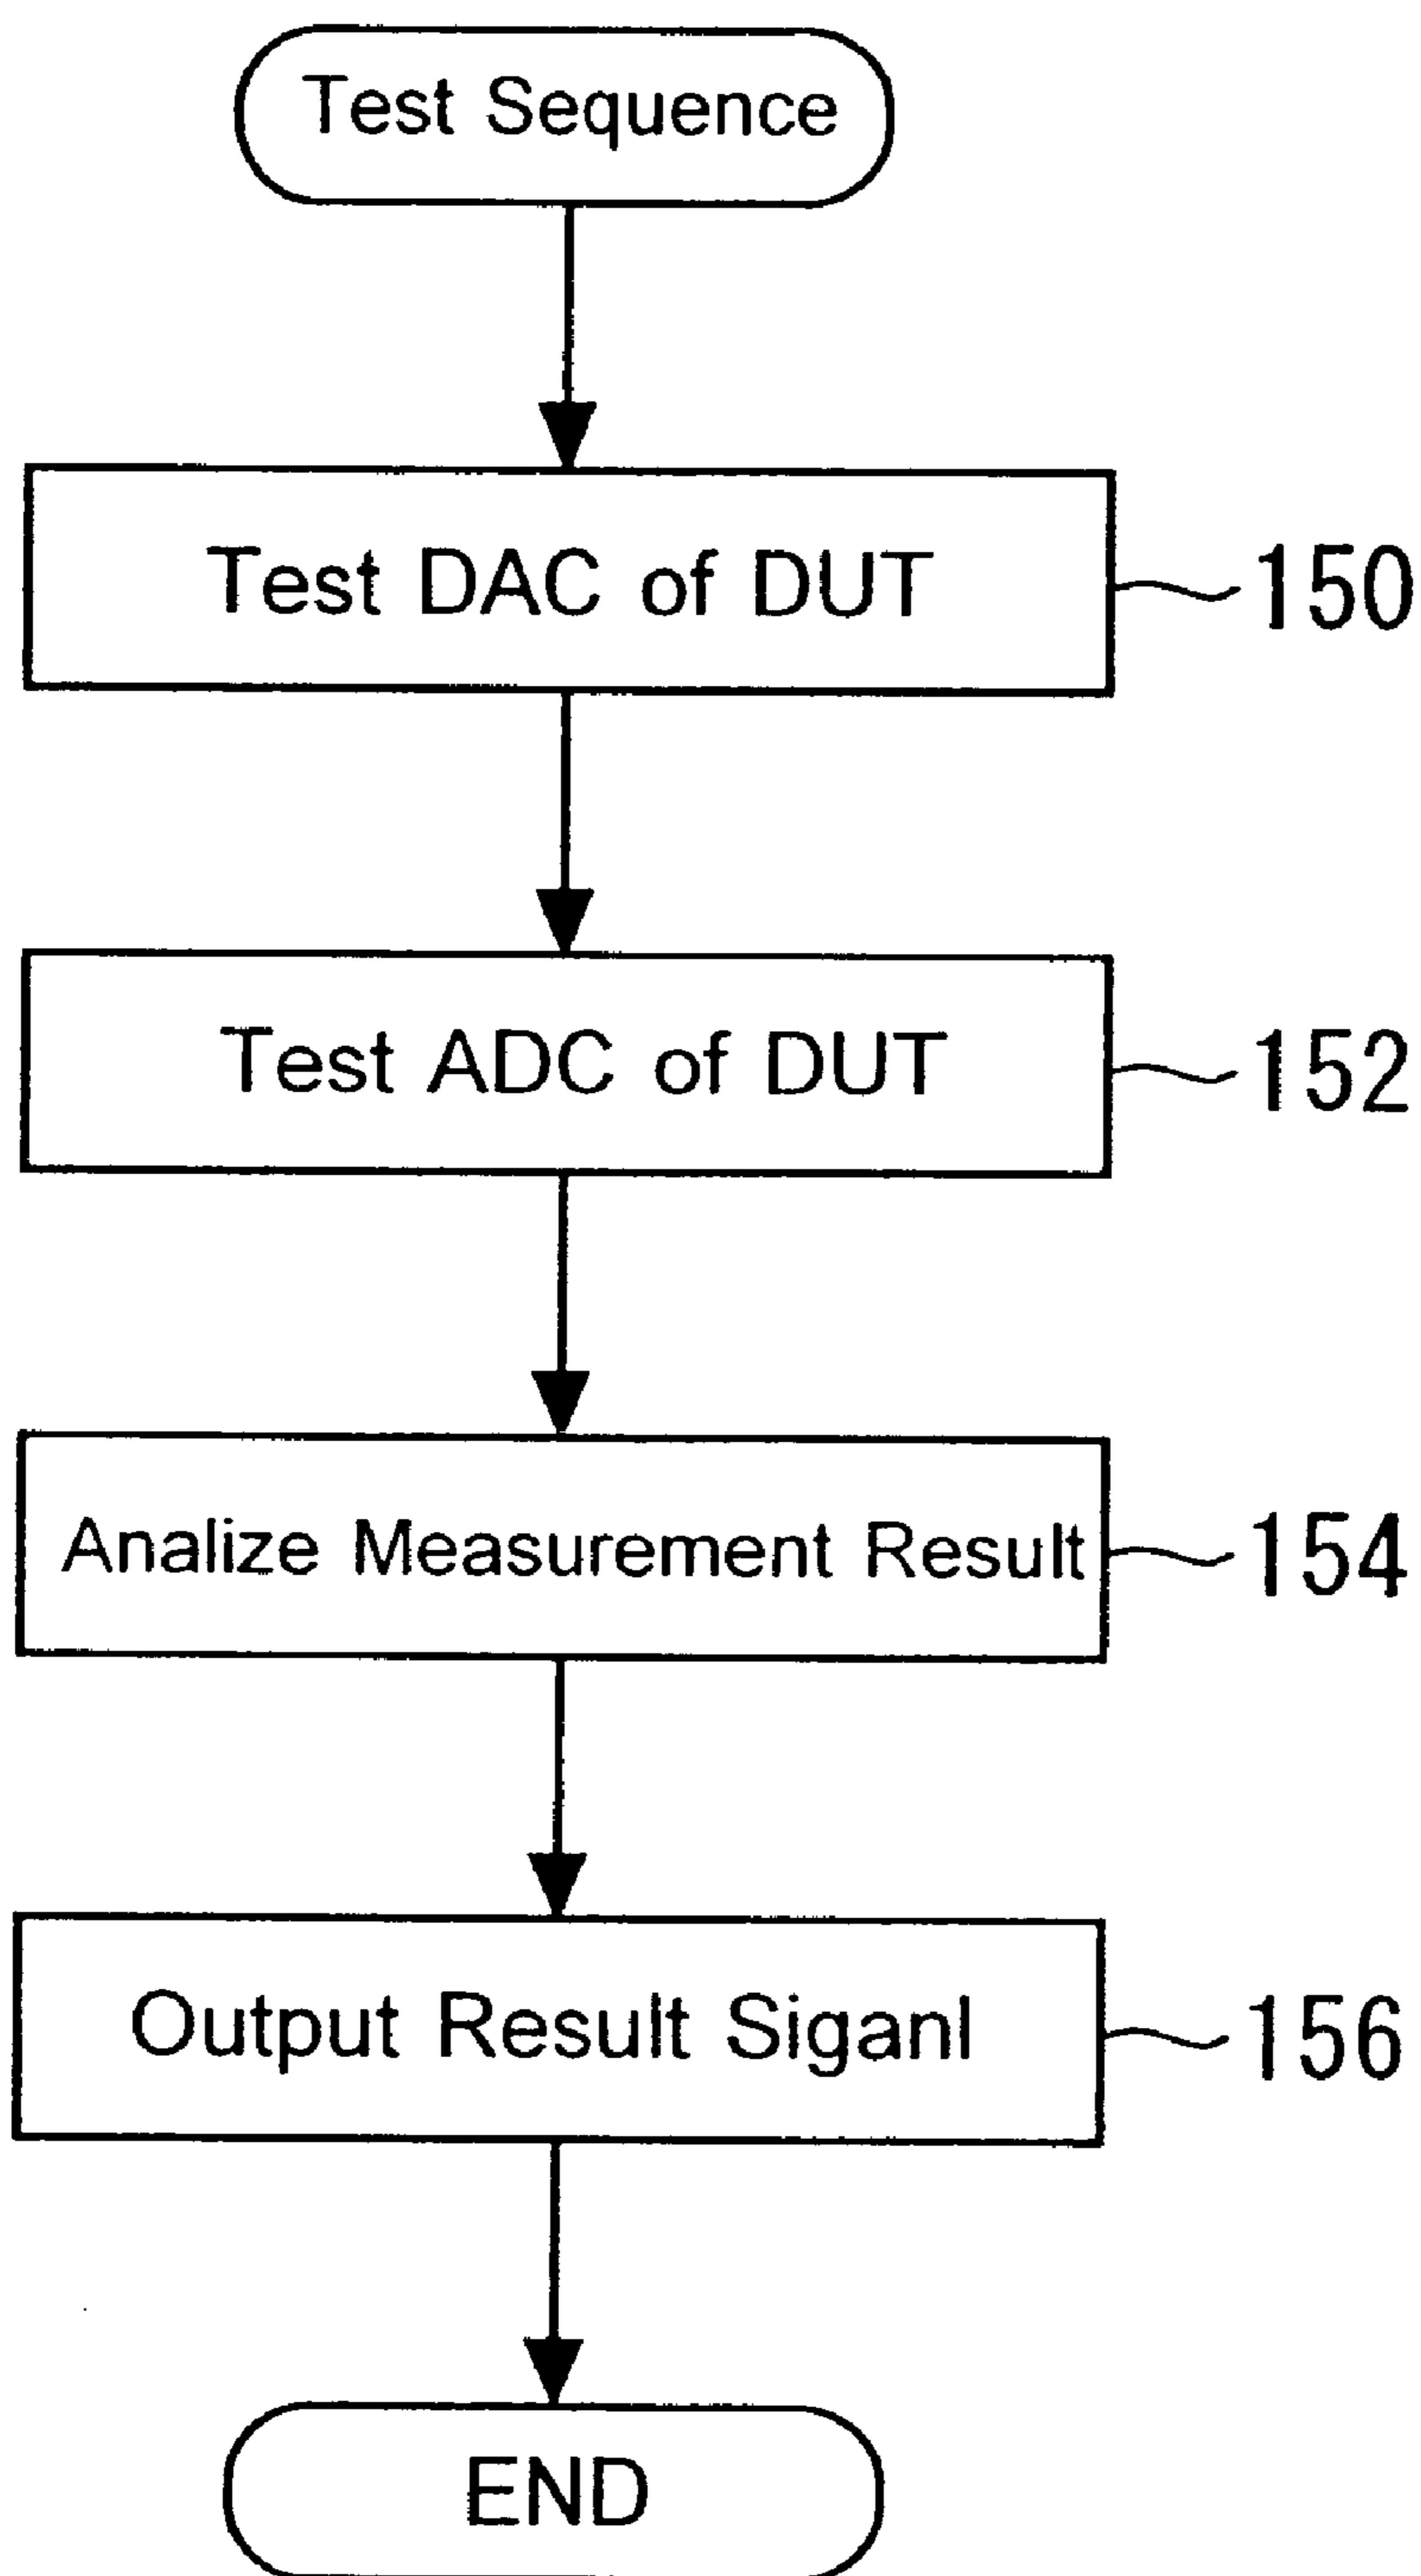 Test Sequence
Test DAC of DUT
150
Test ADC of DUT
152
Analize Measurement Result
154
Output Result Siganl
156
END